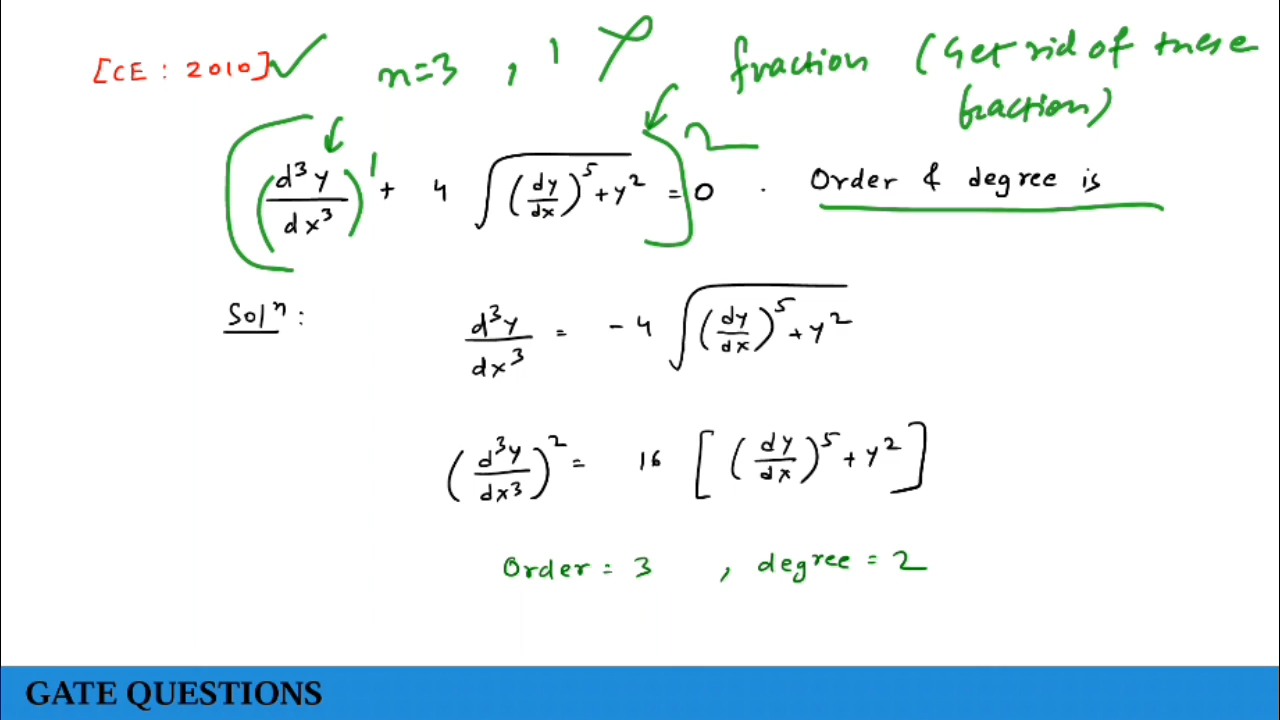 [CE : 2010] ✓ n=3 , 1 fraction (Get rid of these fraction)
(d³y/dx³)¹ + 4 √((dy/dx)⁵ + y²) = 0 . Order & degree is
2
Solⁿ : d³y/dx³ = - 4 √((dy/dx)⁵ + y²)
(d³y/dx³)² = 16 [(dy/dx)⁵ + y²]
Order = 3 , degree = 2
GATE QUESTIONS